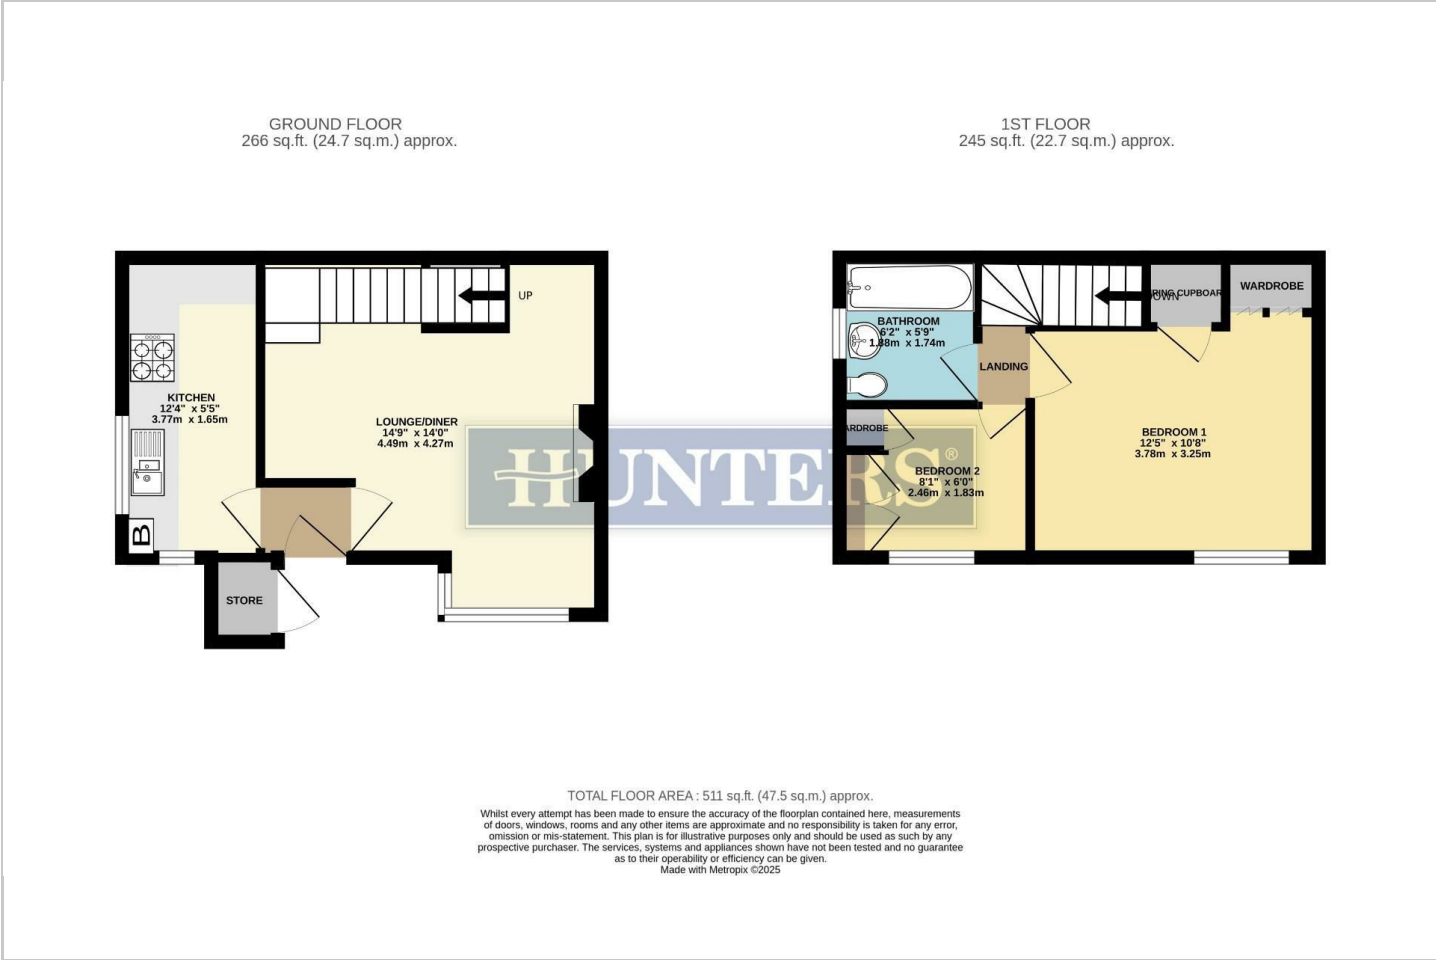 GROUND FLOOR
266 sq.ft. (24.7 sq.m.) approx.
1ST FLOOR
245 sq.ft. (22.7 sq.m.) approx.
UP
KITCHEN
12'4" x 5'5"
3.77m x 1.65m
LOUNGE/DINER
14'9" x 14'0"
4.49m x 4.27m
B
STORE
WARDROBE
RING CUPBOAR
DOWN
BATHROOM
6'2" x 5'9"
1.88m x 1.74m
LANDING
ARDROBE
BEDROOM 1
12'5" x 10'8"
3.78m x 3.25m
BEDROOM 2
8'1" x 6'0"
2.46m x 1.83m
HUNTERS®
TOTAL FLOOR AREA : 511 sq.ft. (47.5 sq.m.) approx.
Whilst every attempt has been made to ensure the accuracy of the floorplan contained here, measurements
of doors, windows, rooms and any other items are approximate and no responsibility is taken for any error,
omission or mis-statement. This plan is for illustrative purposes only and should be used as such by any
prospective purchaser. The services, systems and appliances shown have not been tested and no guarantee
as to their operability or efficiency can be given.
Made with Metropix ©2025